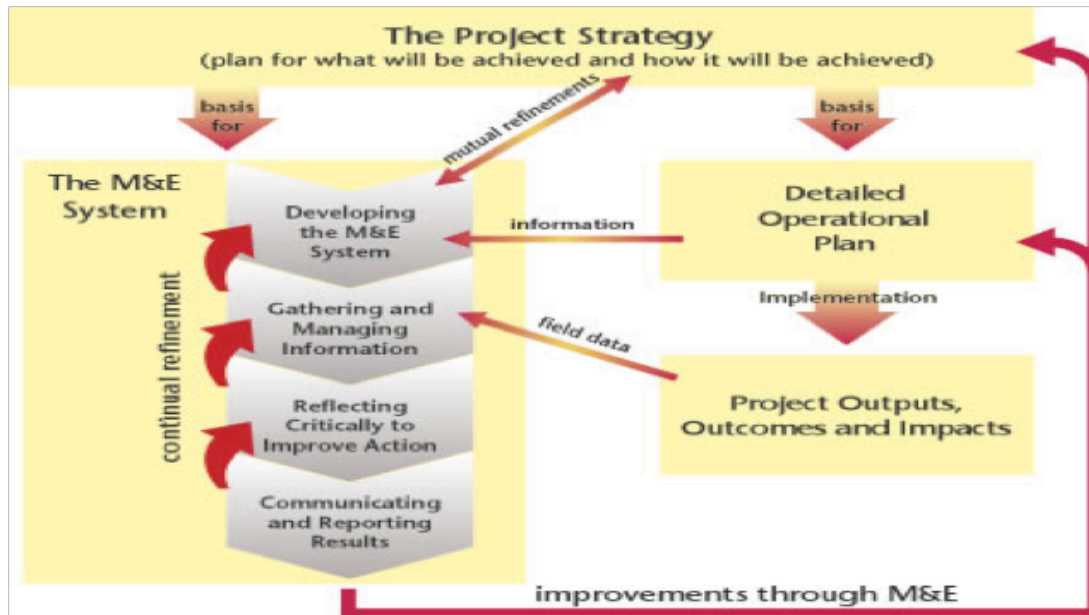 The Project Strategy
(plan for what will be achieved and how it will be achieved)
basis
for
mutual refinements
basis
for
The M&E
System
Developing
the M&E
System
information
Detailed
Operational
Plan
continual refinement
Gathering and
Managing
Information
field data
Implementation
Reflecting
Critically to
Improve Action
Project Outputs,
Outcomes and Impacts
Communicating
and Reporting
Results
improvements through M&E